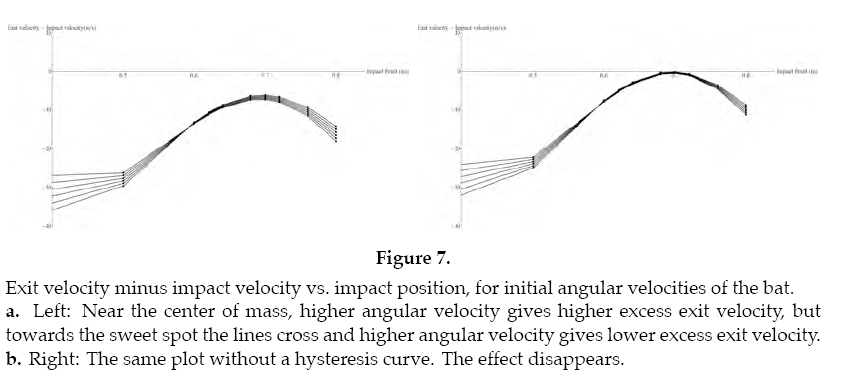 Exit velocity - Impact velocity(m/s) Exit velocity - Impact velocity(m/s)
10 10
0 0.5 0.6 0.7 0.8 Impact Point (m) 0 0.5 0.6 0.7 0.8 Impact Point (m)
-10 -10
-20 -20
-30 -30
-40 -40
Figure 7.
Exit velocity minus impact velocity vs. impact position, for initial angular velocities of the bat.
a. Left: Near the center of mass, higher angular velocity gives higher excess exit velocity, but
towards the sweet spot the lines cross and higher angular velocity gives lower excess exit velocity.
b. Right: The same plot without a hysteresis curve. The effect disappears.